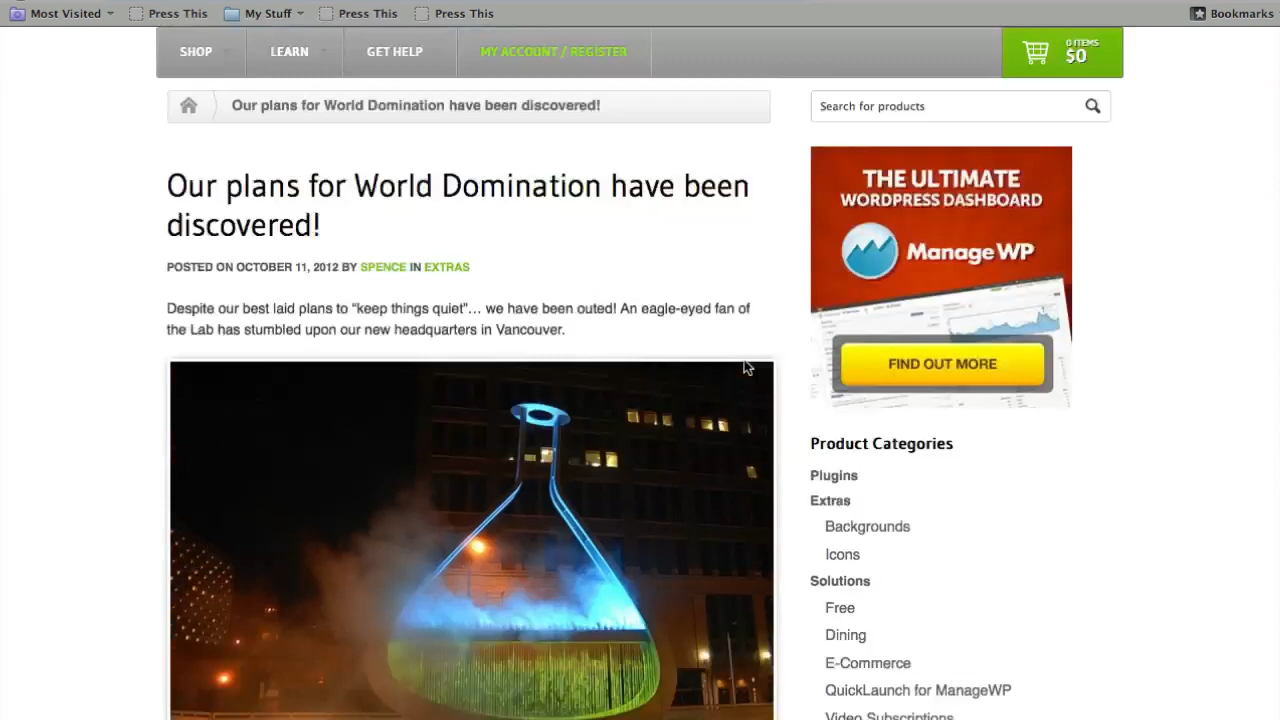 Most Visited
Press This
My Stuff
Press This
Press This
Bookmarks
SHOP
LEARN
GET HELP
MY ACCOUNT / REGISTER
0 ITEMS
$0
Our plans for World Domination have been discovered!
Search for products
Our plans for World Domination have been
discovered!
POSTED ON OCTOBER 11, 2012 BY SPENCE IN EXTRAS
Despite our best laid plans to “keep things quiet”… we have been outed! An eagle-eyed fan of
the Lab has stumbled upon our new headquarters in Vancouver.
THE ULTIMATE
WORDPRESS DASHBOARD
ManageWP
FIND OUT MORE
Product Categories
Plugins
Extras
Backgrounds
Icons
Solutions
Free
Dining
E-Commerce
QuickLaunch for ManageWP
Video Subscriptions